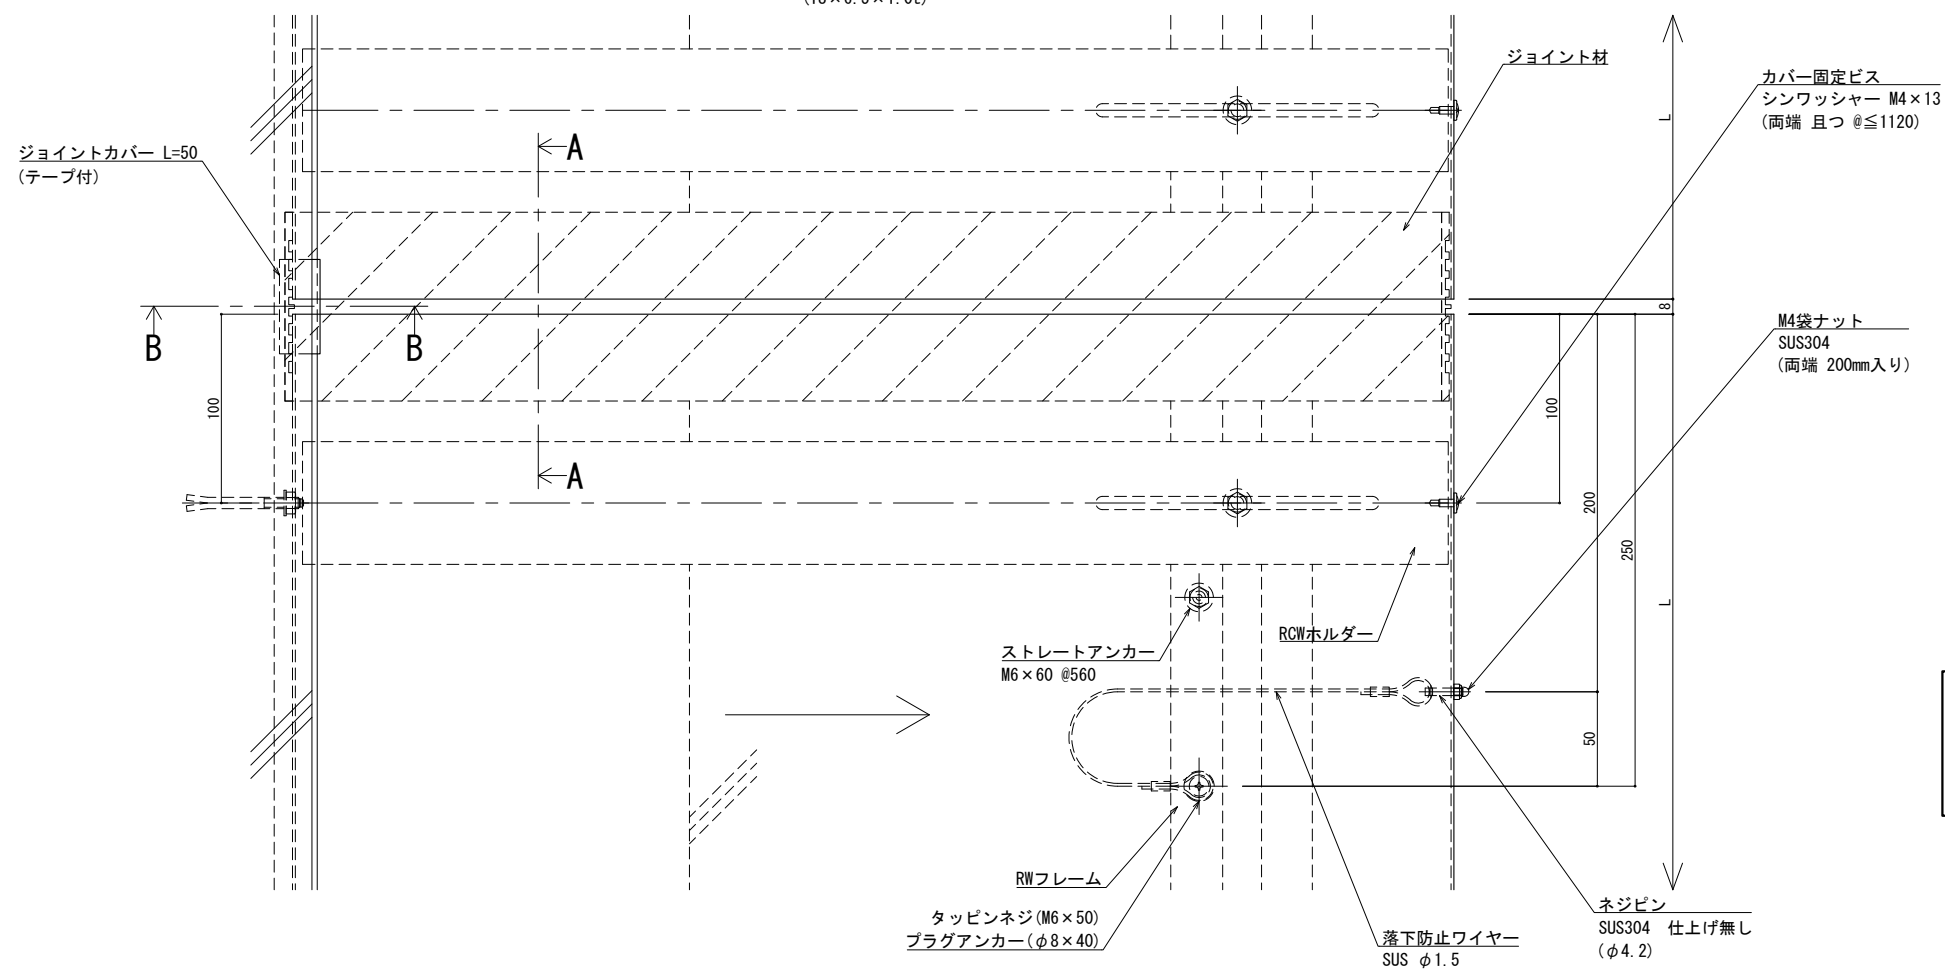 ジョイント材
カバー固定ビス
シンワッシャー M4×13
(両端 且つ @≦1120)
ジョイントカバー L=50
(テープ付)
A
L
B
B
8
M4袋ナット
SUS304
(両端 200mm入り)
100
100
A
200
250
L
RCWホルダー
ストレートアンカー
M6×60 @560
50
RWフレーム
タッピンネジ(M6×50)
プラグアンカー(φ8×40)
落下防止ワイヤー
SUS φ1.5
ネジピン
SUS304 仕上げ無し
(φ4.2)